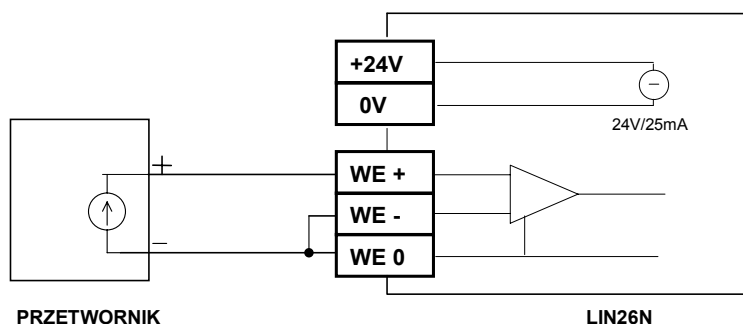 +24V
0V
24V/25mA
+
WE +
WE -
–
WE 0
PRZETWORNIK
LIN26N